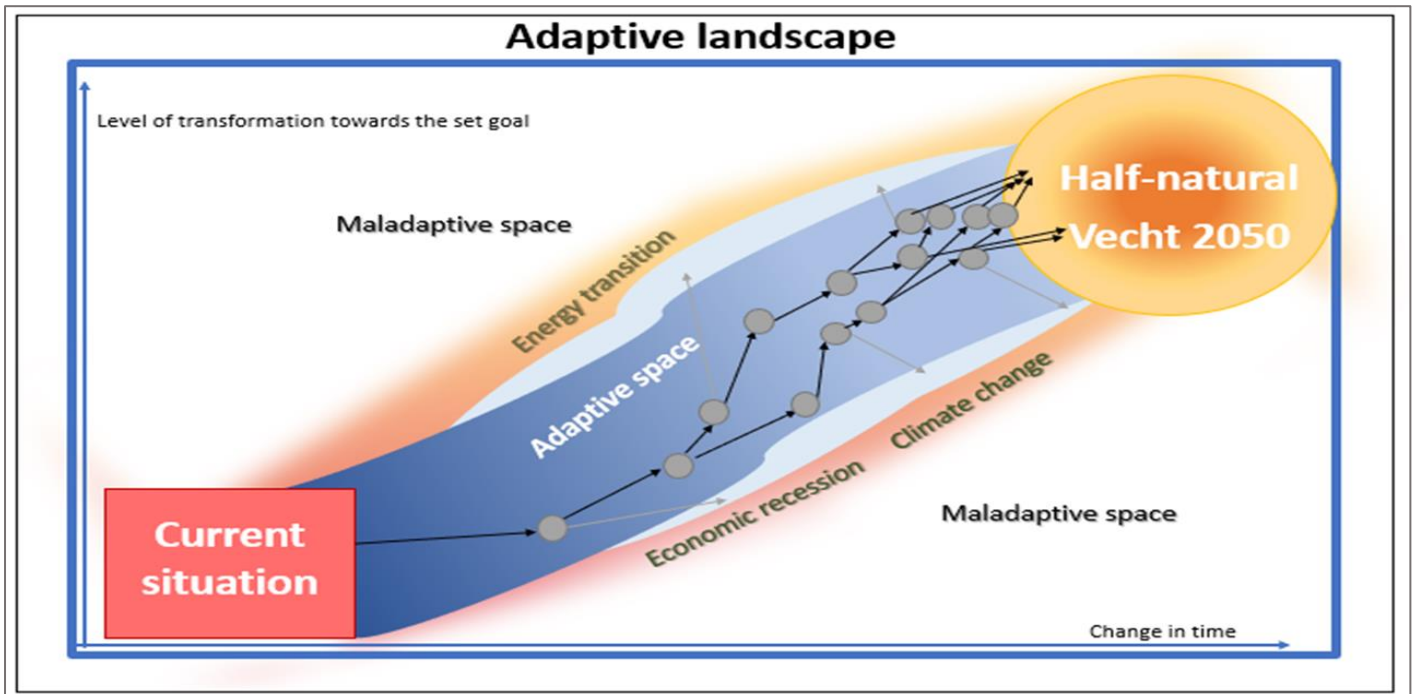 Adaptive landscape
Level of transformation towards the set goal
Half-natural
Vecht 2050
Maladaptive space
Energy transition
Adaptive space
Climate change
Economic recession
Maladaptive space
Current
situation
Change in time